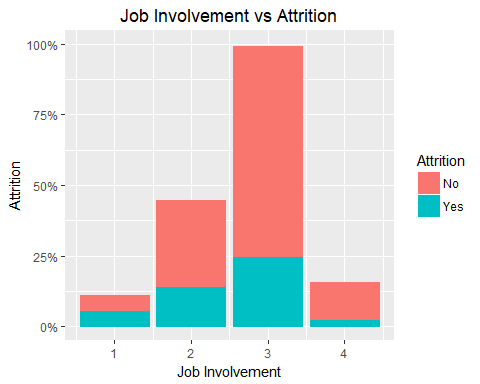 Job Involvement vs Attrition
100%
75%
50%
25%
0%
Attrition
1 2 3 4
Job Involvement
Attrition
No
Yes